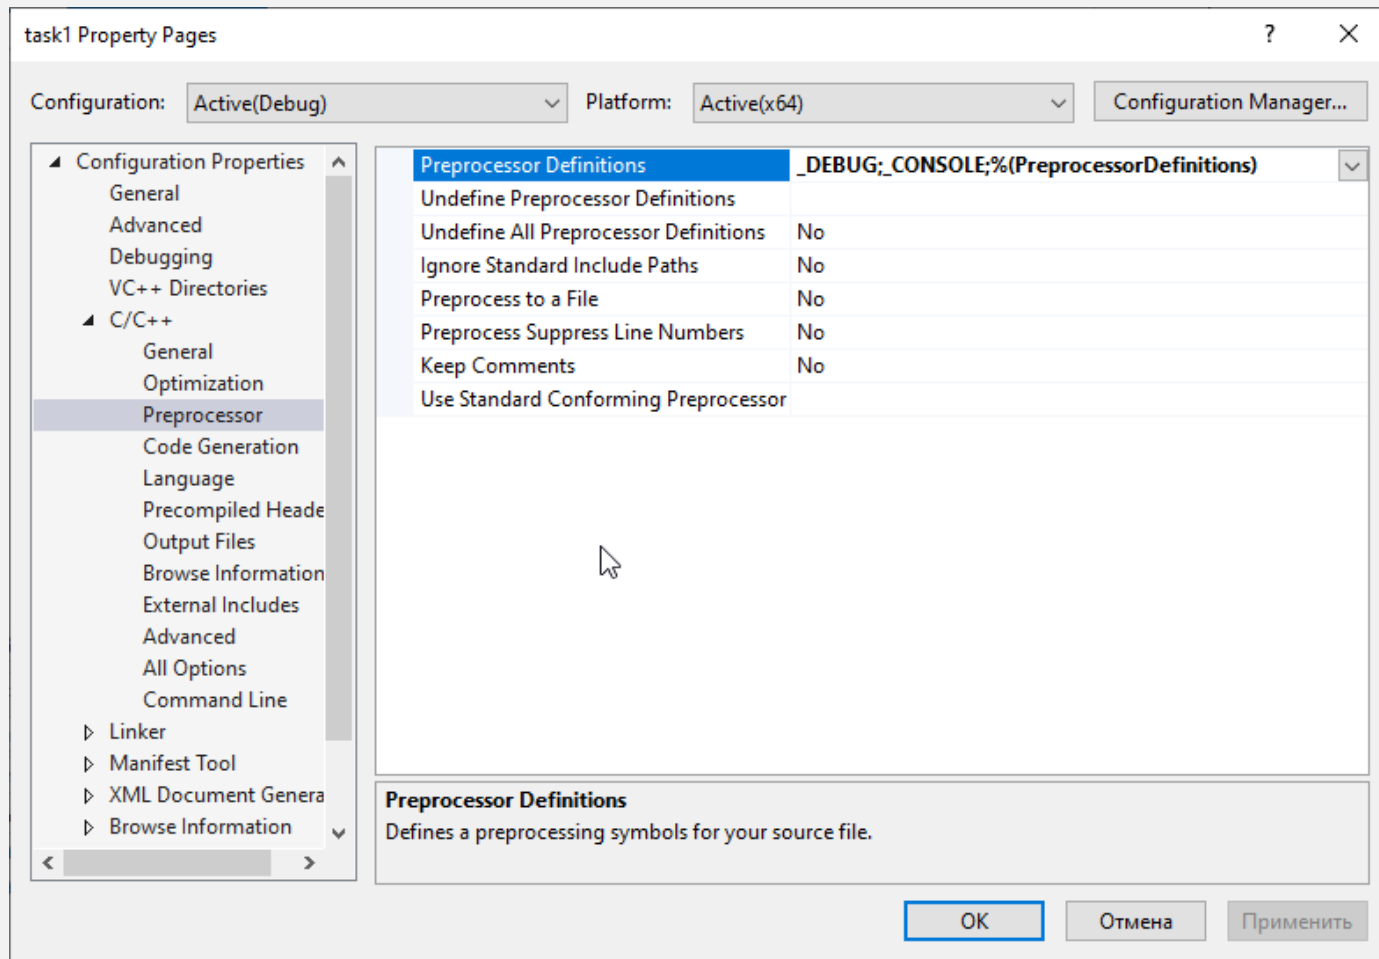 task1 Property Pages
Configuration: Active(Debug) Platform: Active(x64) Configuration Manager...
Configuration Properties
General
Advanced
Debugging
VC++ Directories
C/C++
General
Optimization
Preprocessor
Code Generation
Language
Precompiled Heade
Output Files
Browse Information
External Includes
Advanced
All Options
Command Line
Linker
Manifest Tool
XML Document Genera
Browse Information
Preprocessor Definitions _DEBUG;_CONSOLE;%(PreprocessorDefinitions)
Undefine Preprocessor Definitions
Undefine All Preprocessor Definitions No
Ignore Standard Include Paths No
Preprocess to a File No
Preprocess Suppress Line Numbers No
Keep Comments No
Use Standard Conforming Preprocessor
Preprocessor Definitions
Defines a preprocessing symbols for your source file.
OK Отмена Применить